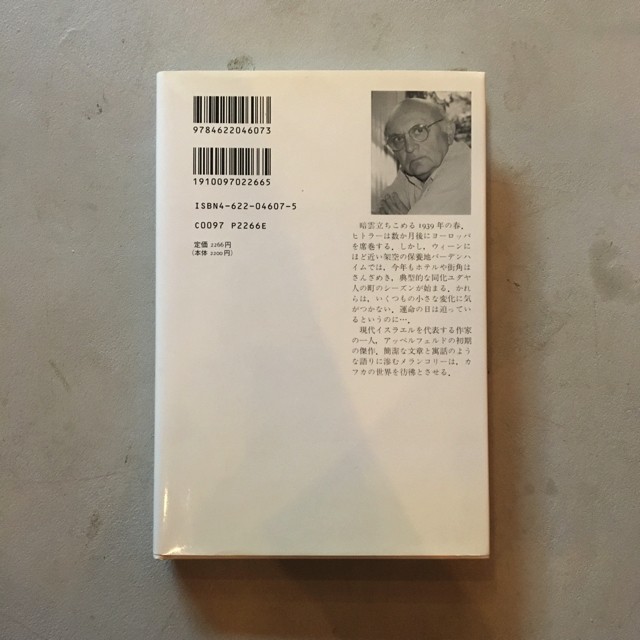 9784622046073
1910097022665
ISBN4-622-04607-5
C0097 P2266E
定価 2266円
（本体 2200円）
暗雲立ちこめる1939年の春，
ヒトラーは数か月後にヨーロッパ
を席巻する．しかし，ウィーンに
ほど近い架空の保養地バーデンハ
イムでは，今年もホテルや街角は
さんざめき，典型的な同化ユダヤ
人の町のシーズンが始まる．かれ
らは，いくつもの小さな変化に気
がつかない．運命の日は迫ってい
るというのに…．
現代イスラエルを代表する作家
の一人，アッペルフェルドの初期
の傑作．簡潔な文章と寓話のよう
な語りに滲むメランコリーは，カ
フカの世界を彷彿とさせる．